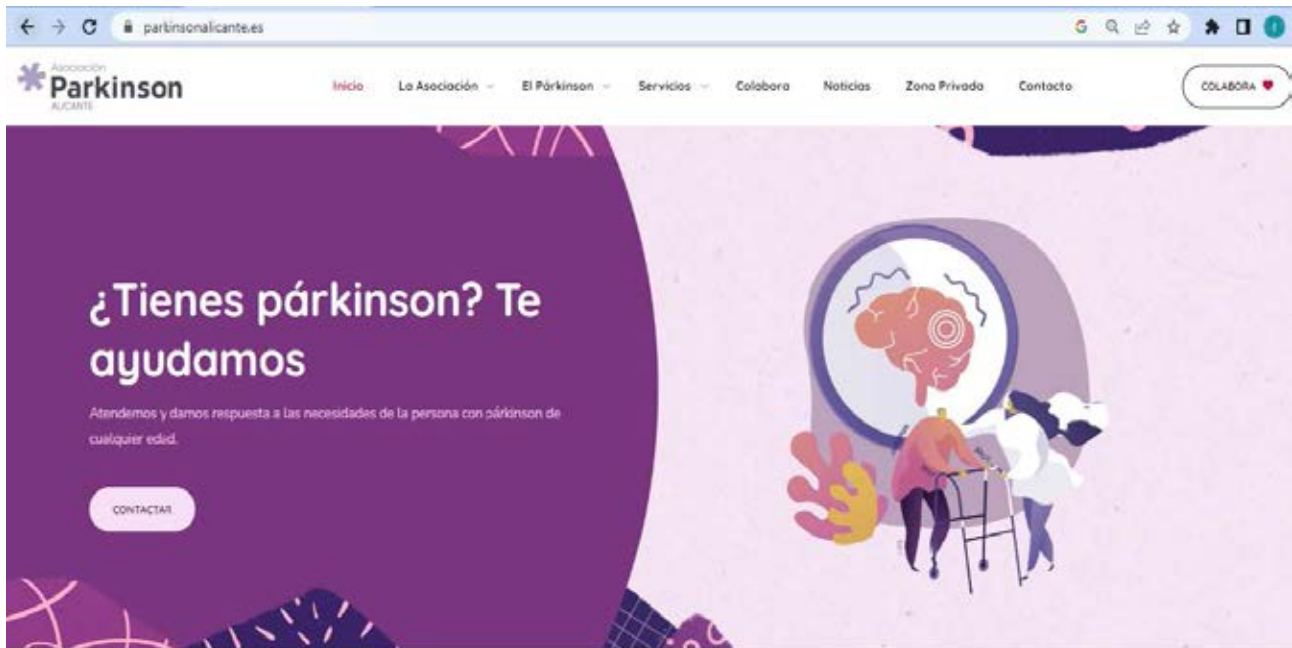 parkinsonalicante.es
Asociación
Parkinson
ALICANTE
Inicio La Asociación El Párkinson Servicios Colabora Noticias Zona Privada Contacto COLABORA
¿Tienes párkinson? Te
ayudamos
Atendemos y damos respuesta a las necesidades de la persona con párkinson de
cualquier edad.
CONTACTAR